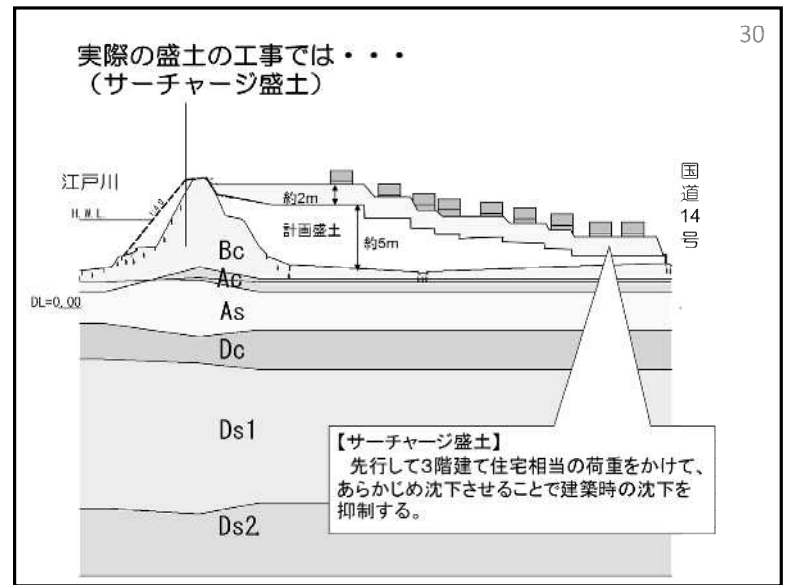 30
実際の盛土の工事では・・・
（サーチャージ盛土）
江戸川
H.W.L.
約2m
計画盛土
約5m
国道14号
Bc
Ac
DL=0.00
As
Dc
Ds1
【サーチャージ盛土】
先行して3階建て住宅相当の荷重をかけて、
あらかじめ沈下させることで建築時の沈下を
抑制する。
Ds2